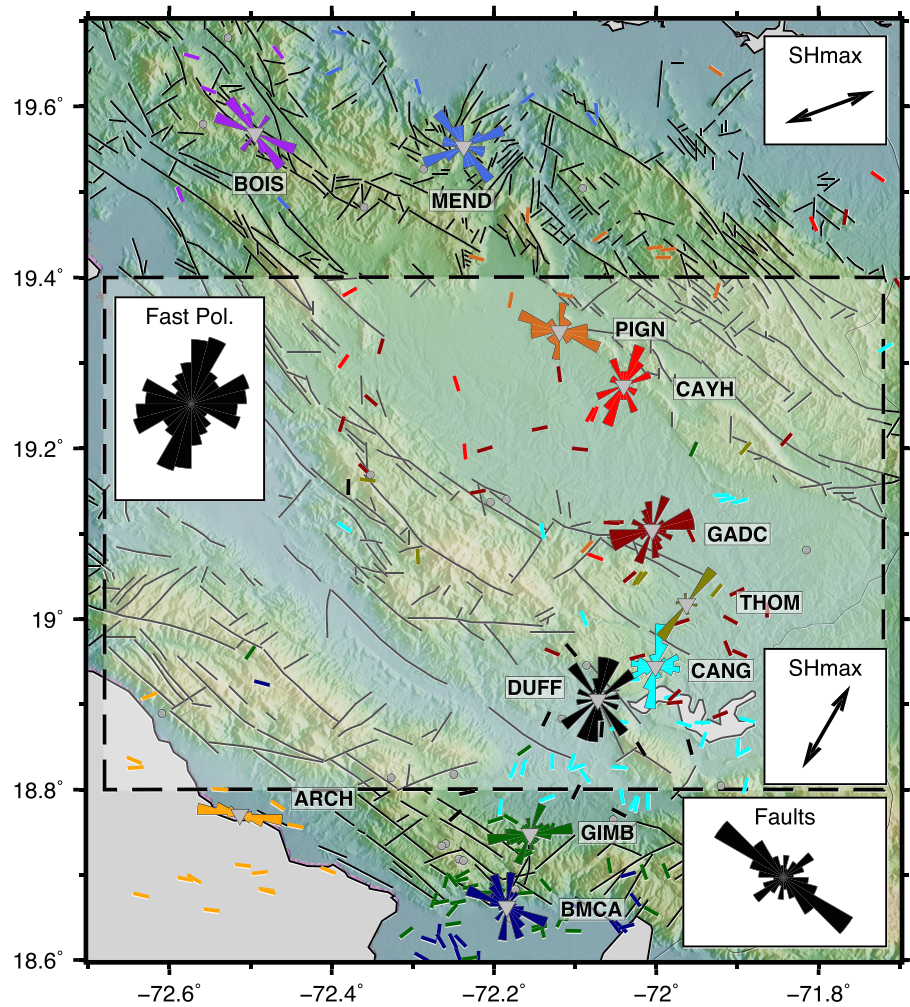 SHmax
19.6°
BOIS
MEND
19.4°
Fast Pol.
PIGN
CAYH
19.2°
GADC
19°
THOM
CANG
SHmax
DUFF
18.8°
ARCH
Faults
GIMB
BMCA
18.6°
−72.6° −72.4° −72.2° −72° −71.8°